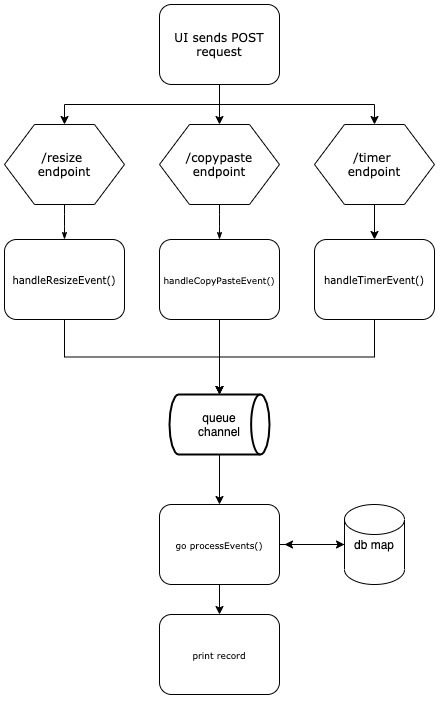 UI sends POST
request
/resize
endpoint
/copypaste
endpoint
/timer
endpoint
handleResizeEvent()
handleCopyPasteEvent()
handleTimerEvent()
queue
channel
go processEvents()
db map
print record